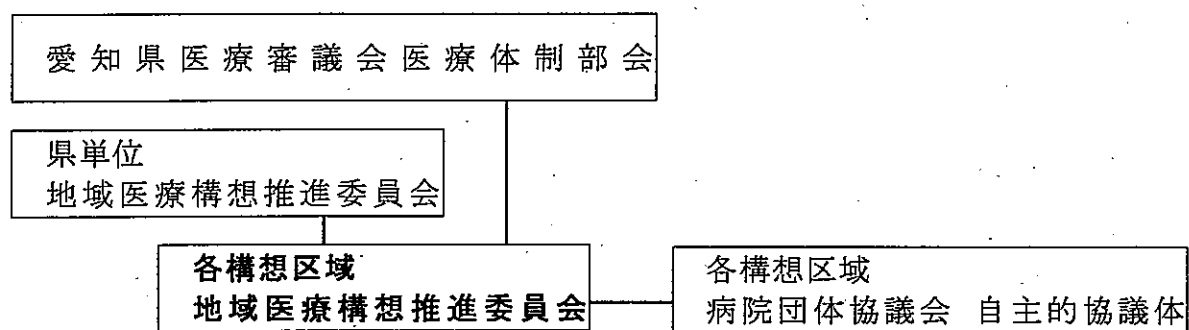 愛知県医療審議会医療体制部会
県単位
地域医療構想推進委員会
各構想区域
地域医療構想推進委員会
各構想区域
病院団体協議会 自主的協議体